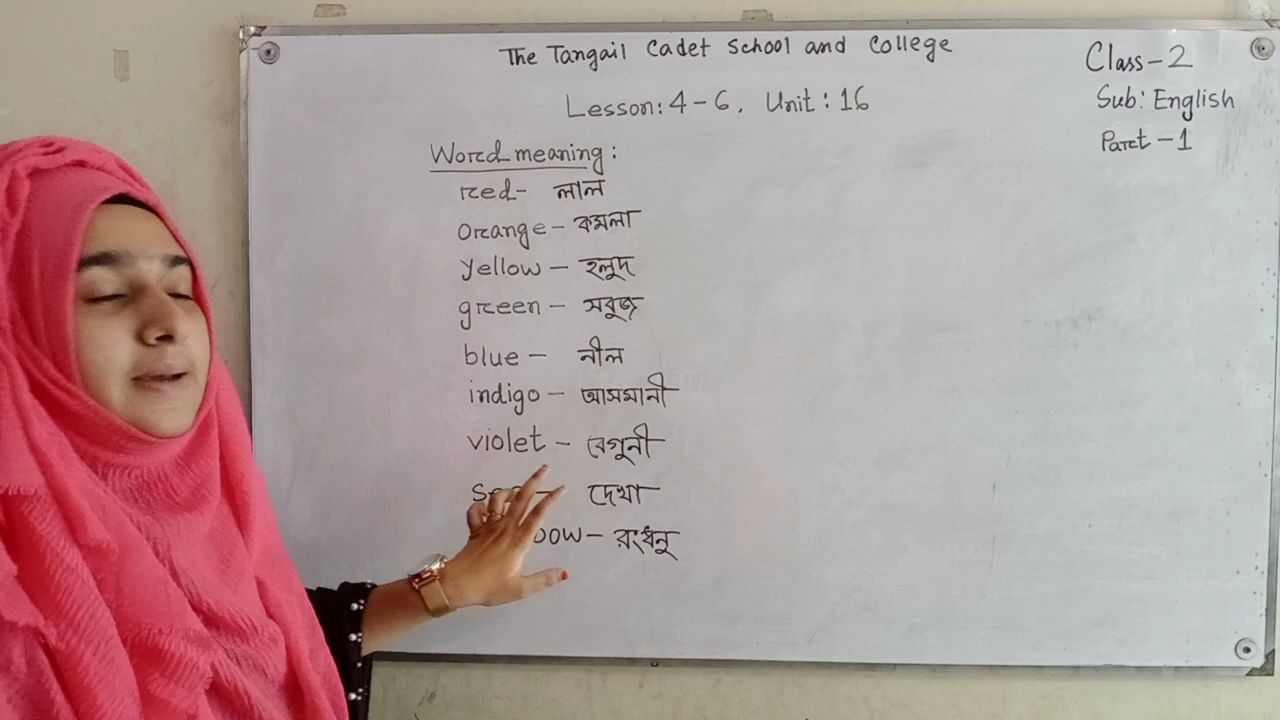 The Tangail Cadet School and College
Class-2
Lesson: 4-6, Unit: 16
Sub: English
Part-1
Word meaning:
red- লাল
orange- কমলা
yellow- হলুদ
green- সবুজ
blue- নীল
indigo- আসমানী
violet- বেগুনী
দেখা
bow- রংধনু